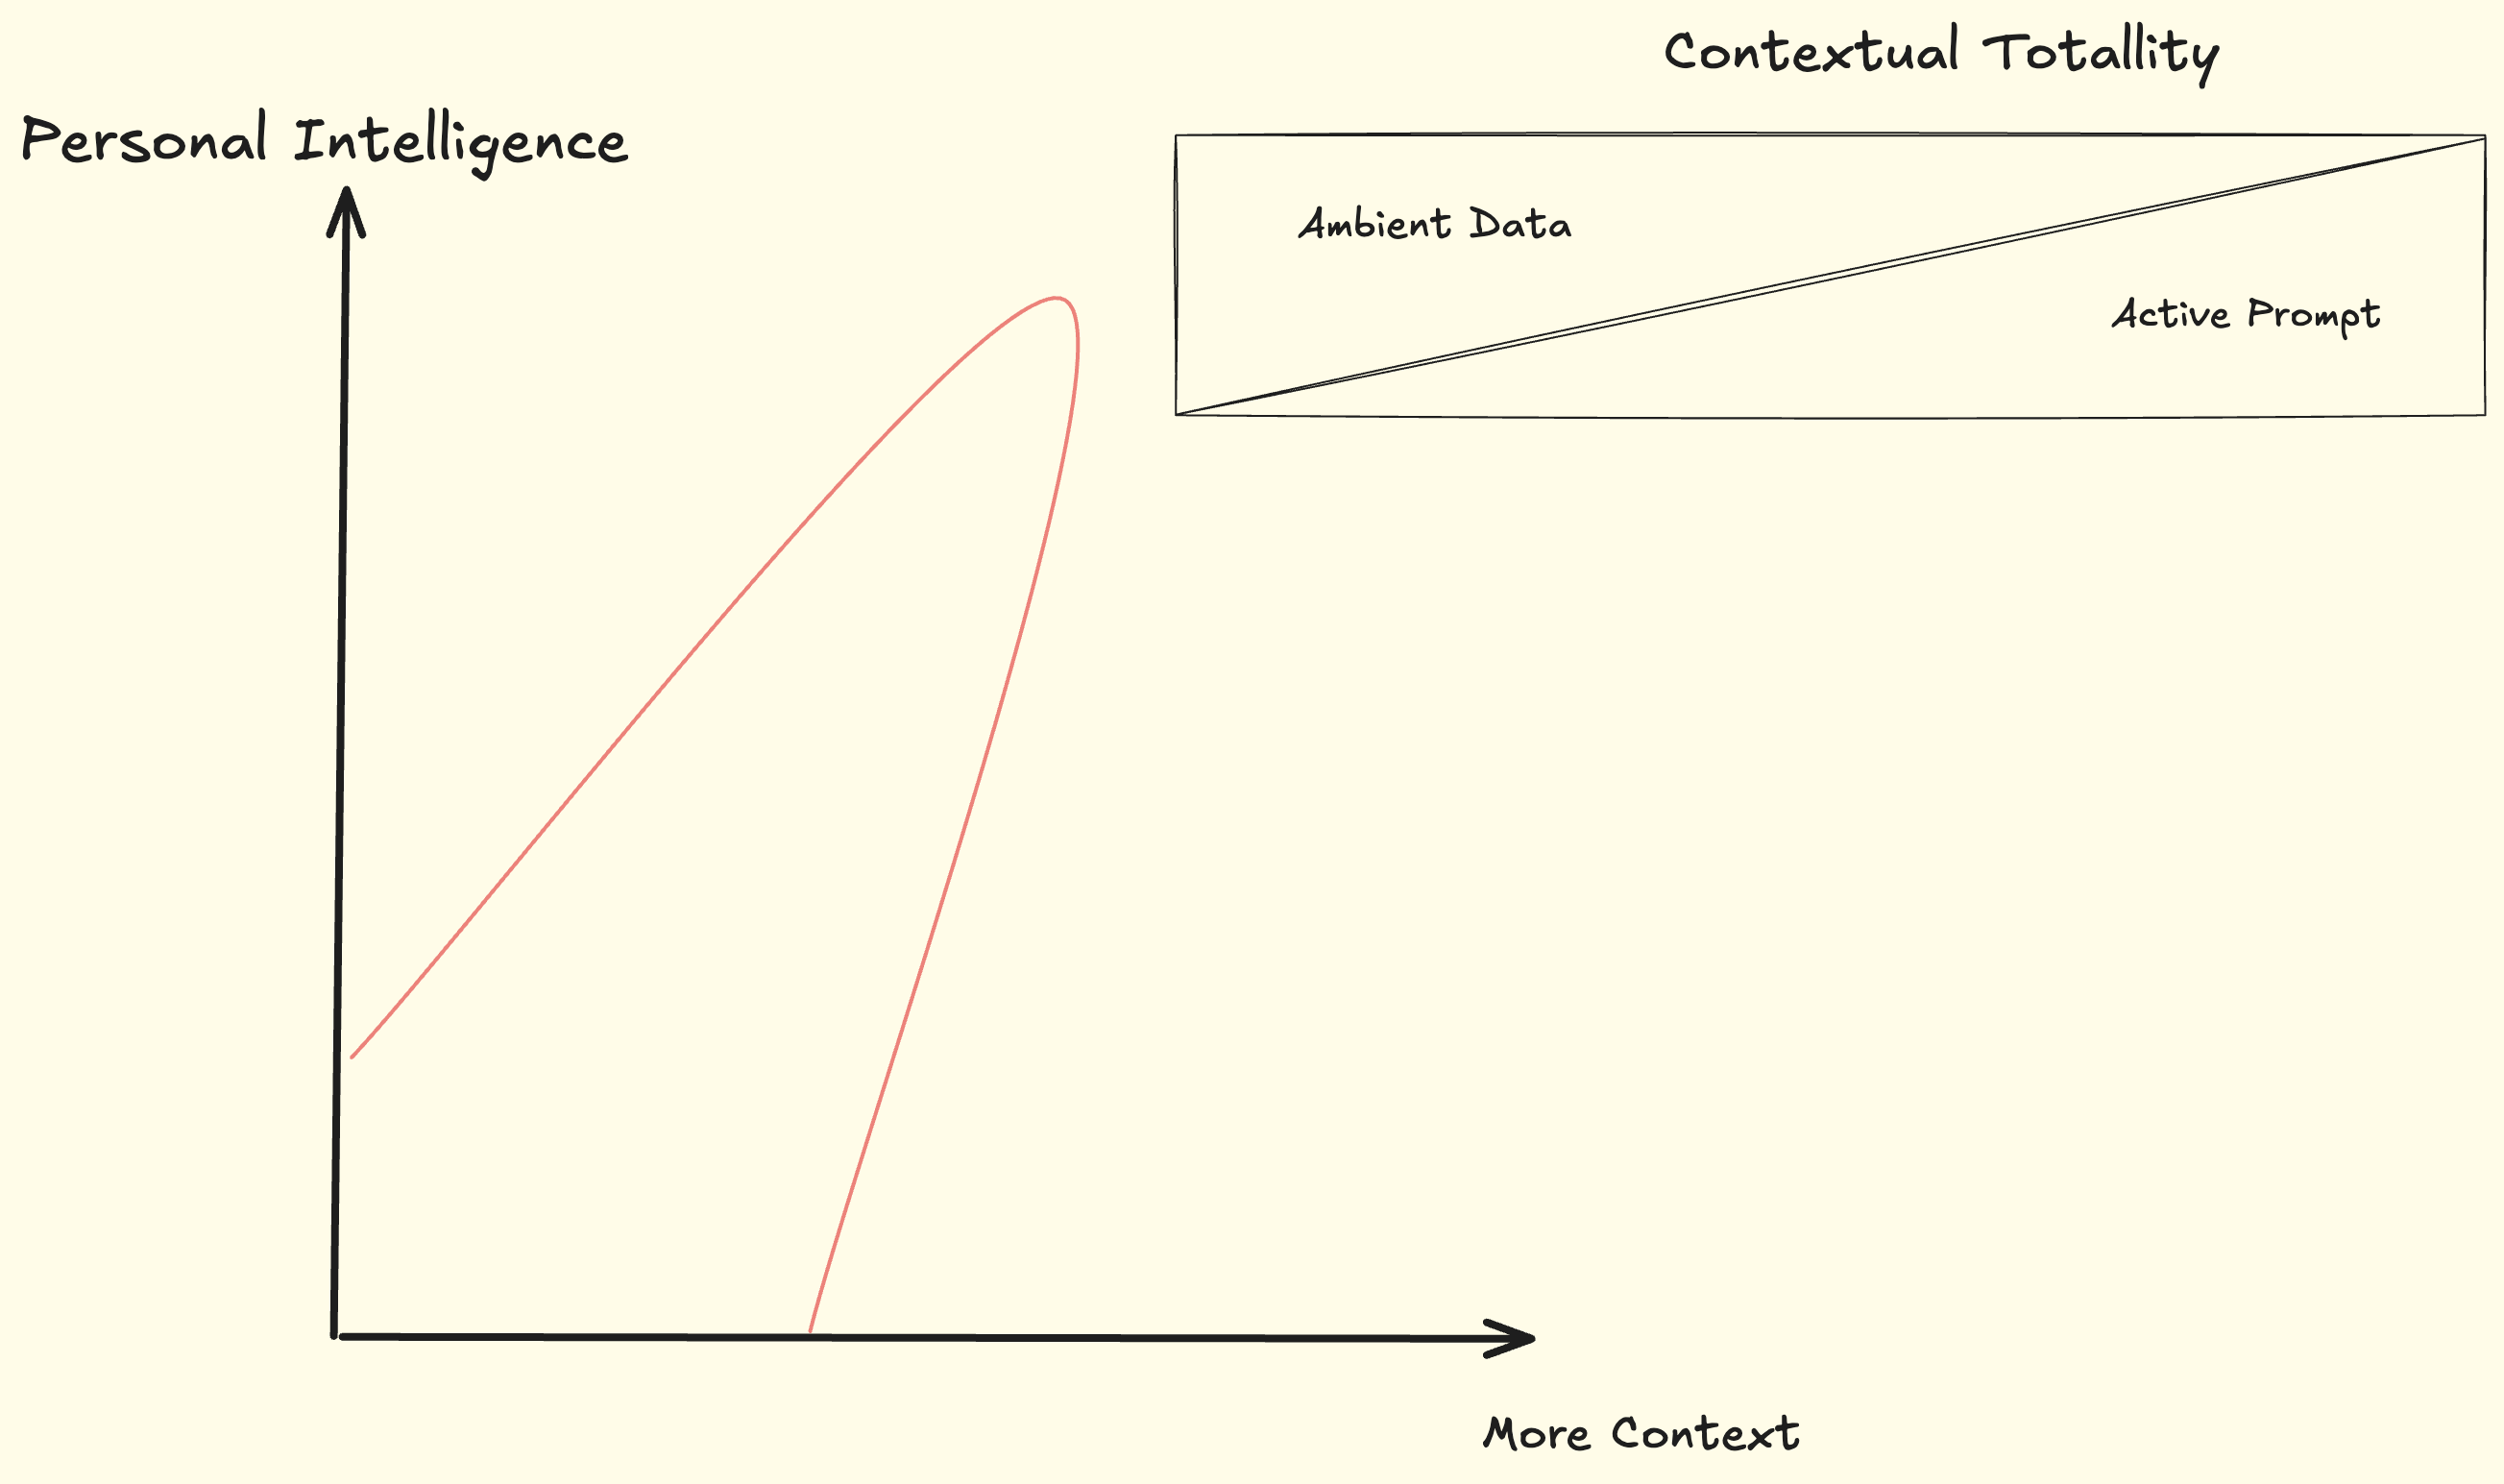 Contextual Totallity
Personal Intelligence
Ambient Data
Active Prompt
More Context